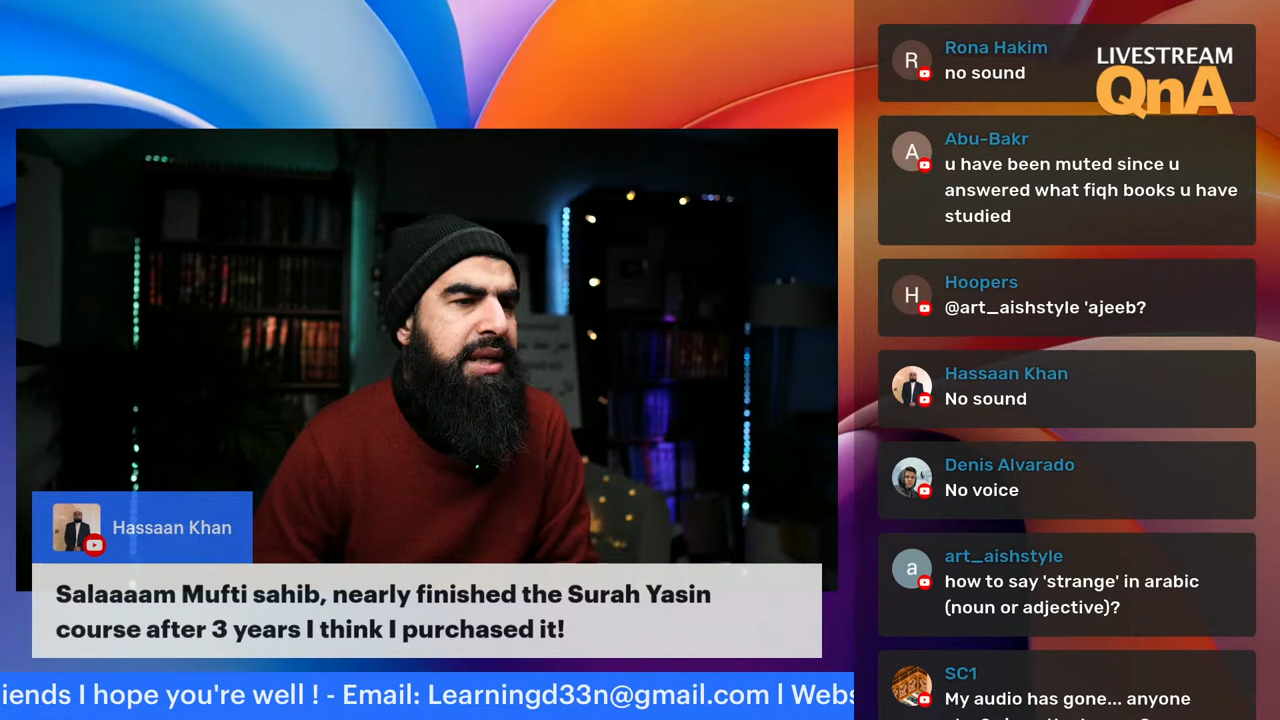 Hassaan Khan
Salaaaam Mufti sahib, nearly finished the Surah Yasin
course after 3 years I think I purchased it!
iends I hope you're well ! - Email: Learningd33n@gmail.com l Webs
LIVESTREAM
QnA
R
Rona Hakim
no sound
A
Abu-Bakr
u have been muted since u
answered what fiqh books u have
studied
H
Hoopers
@art_aishstyle 'ajeeb?
Hassaan Khan
No sound
Denis Alvarado
No voice
a
art_aishstyle
how to say 'strange' in arabic
(noun or adjective)?
SC1
My audio has gone... anyone